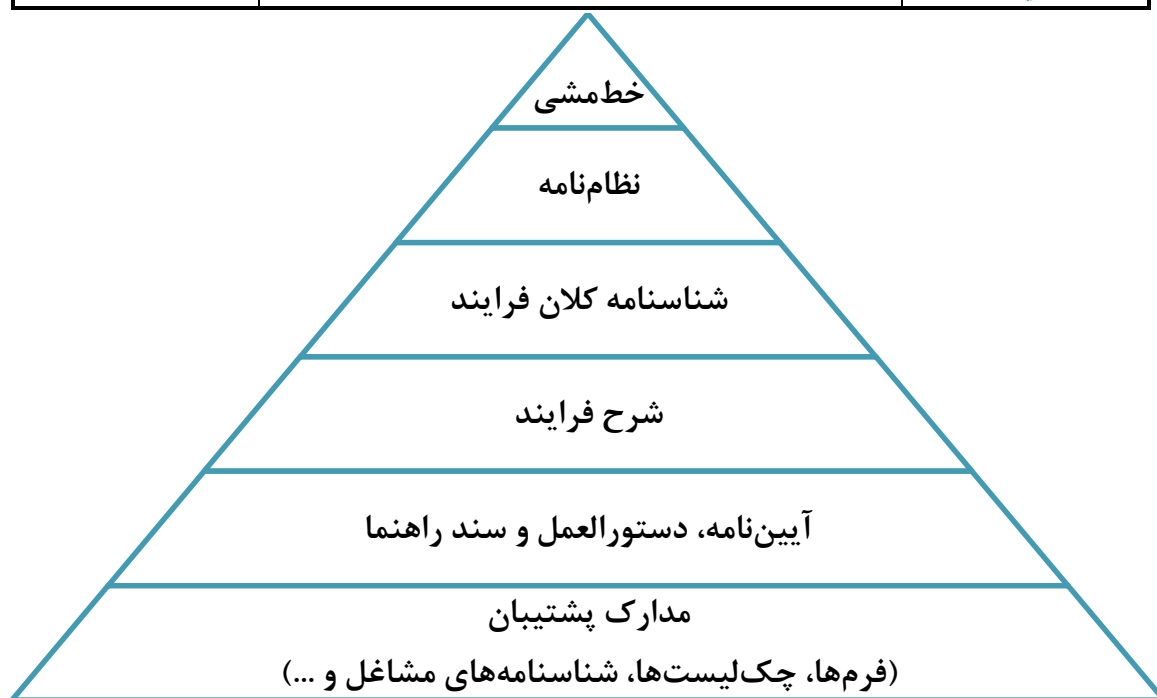 خط‌مشی
نظام‌نامه
شناسنامه کلان فرایند
شرح فرایند
آیین‌نامه، دستورالعمل و سند راهنما
مدارک پشتیبان
(فرم‌ها، چک‌لیست‌ها، شناسنامه‌های مشاغل و ...)